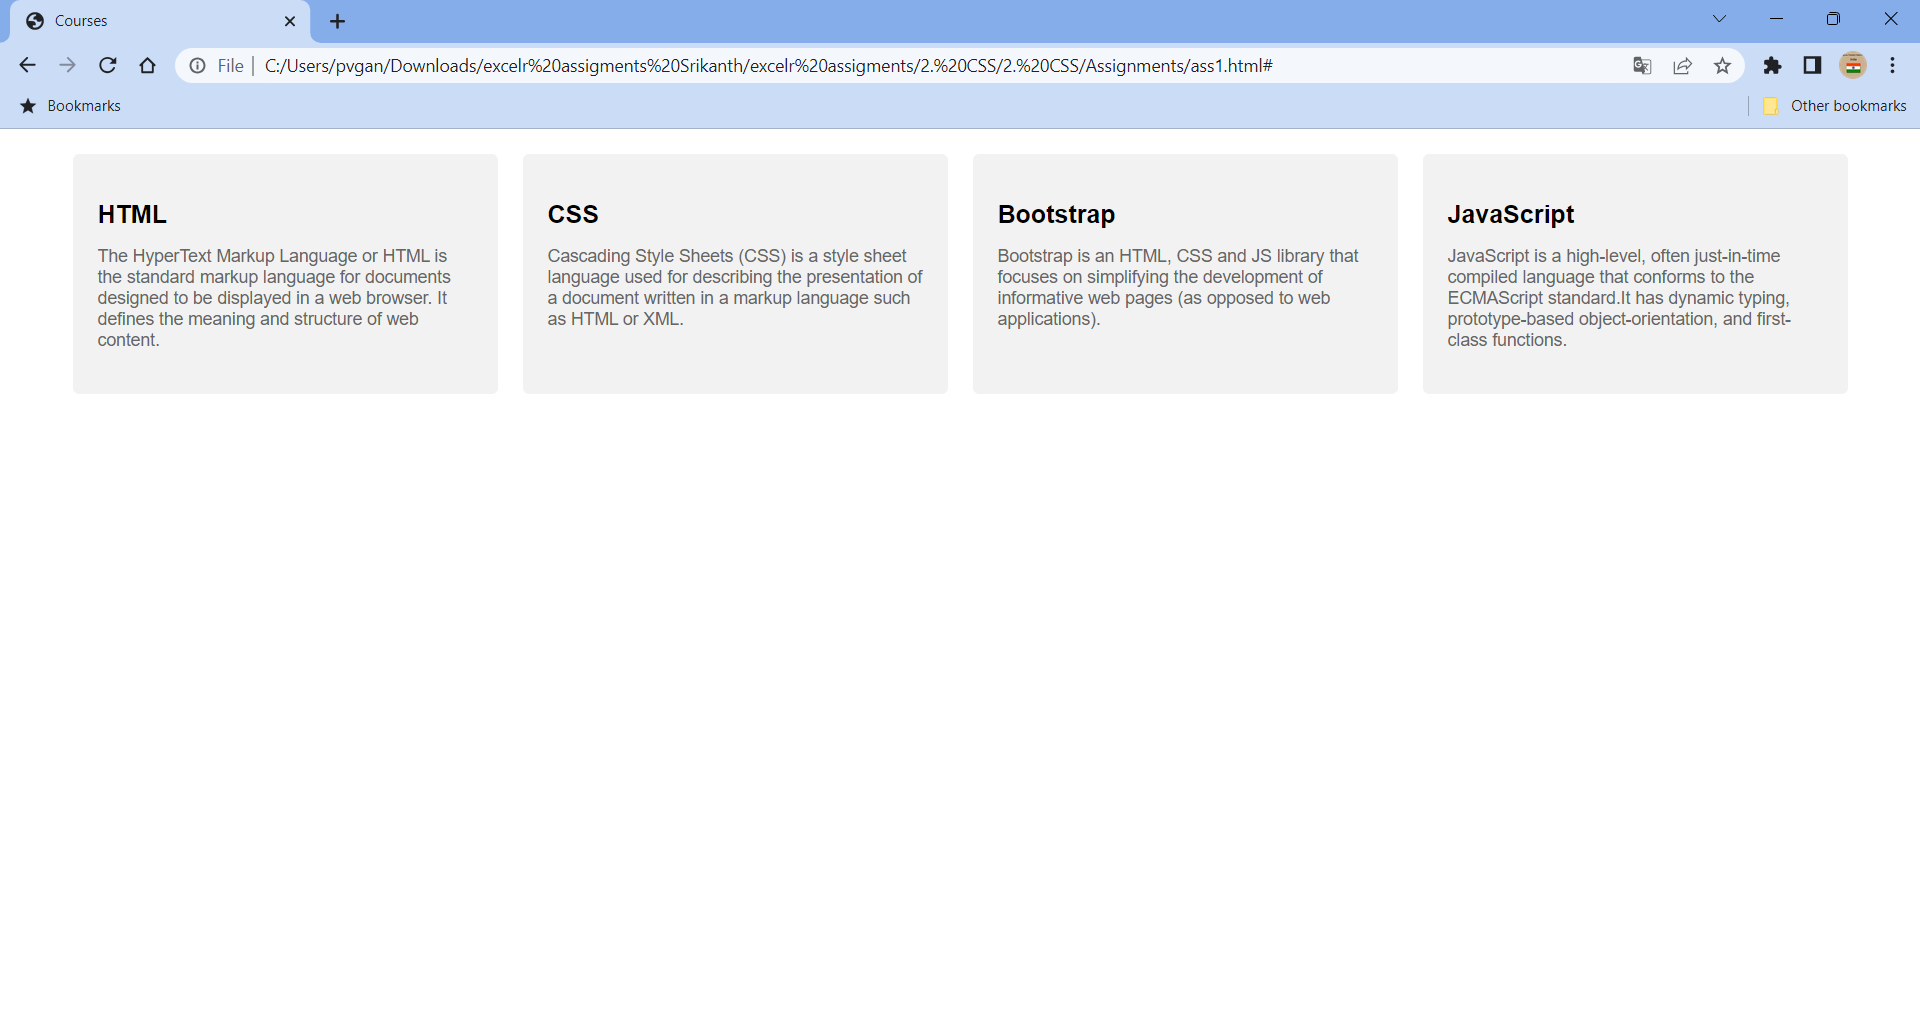 Courses
File
C:/Users/pvgan/Downloads/excelr%20assigments%20Srikanth/excelr%20assigments/2.%20CSS/2.%20CSS/Assignments/ass1.html#
Bookmarks
Other bookmarks
HTML
The HyperText Markup Language or HTML is
the standard markup language for documents
designed to be displayed in a web browser. It
defines the meaning and structure of web
content.
CSS
Cascading Style Sheets (CSS) is a style sheet
language used for describing the presentation of
a document written in a markup language such
as HTML or XML.
Bootstrap
Bootstrap is an HTML, CSS and JS library that
focuses on simplifying the development of
informative web pages (as opposed to web
applications).
JavaScript
JavaScript is a high-level, often just-in-time
compiled language that conforms to the
ECMAScript standard.It has dynamic typing,
prototype-based object-orientation, and first-
class functions.